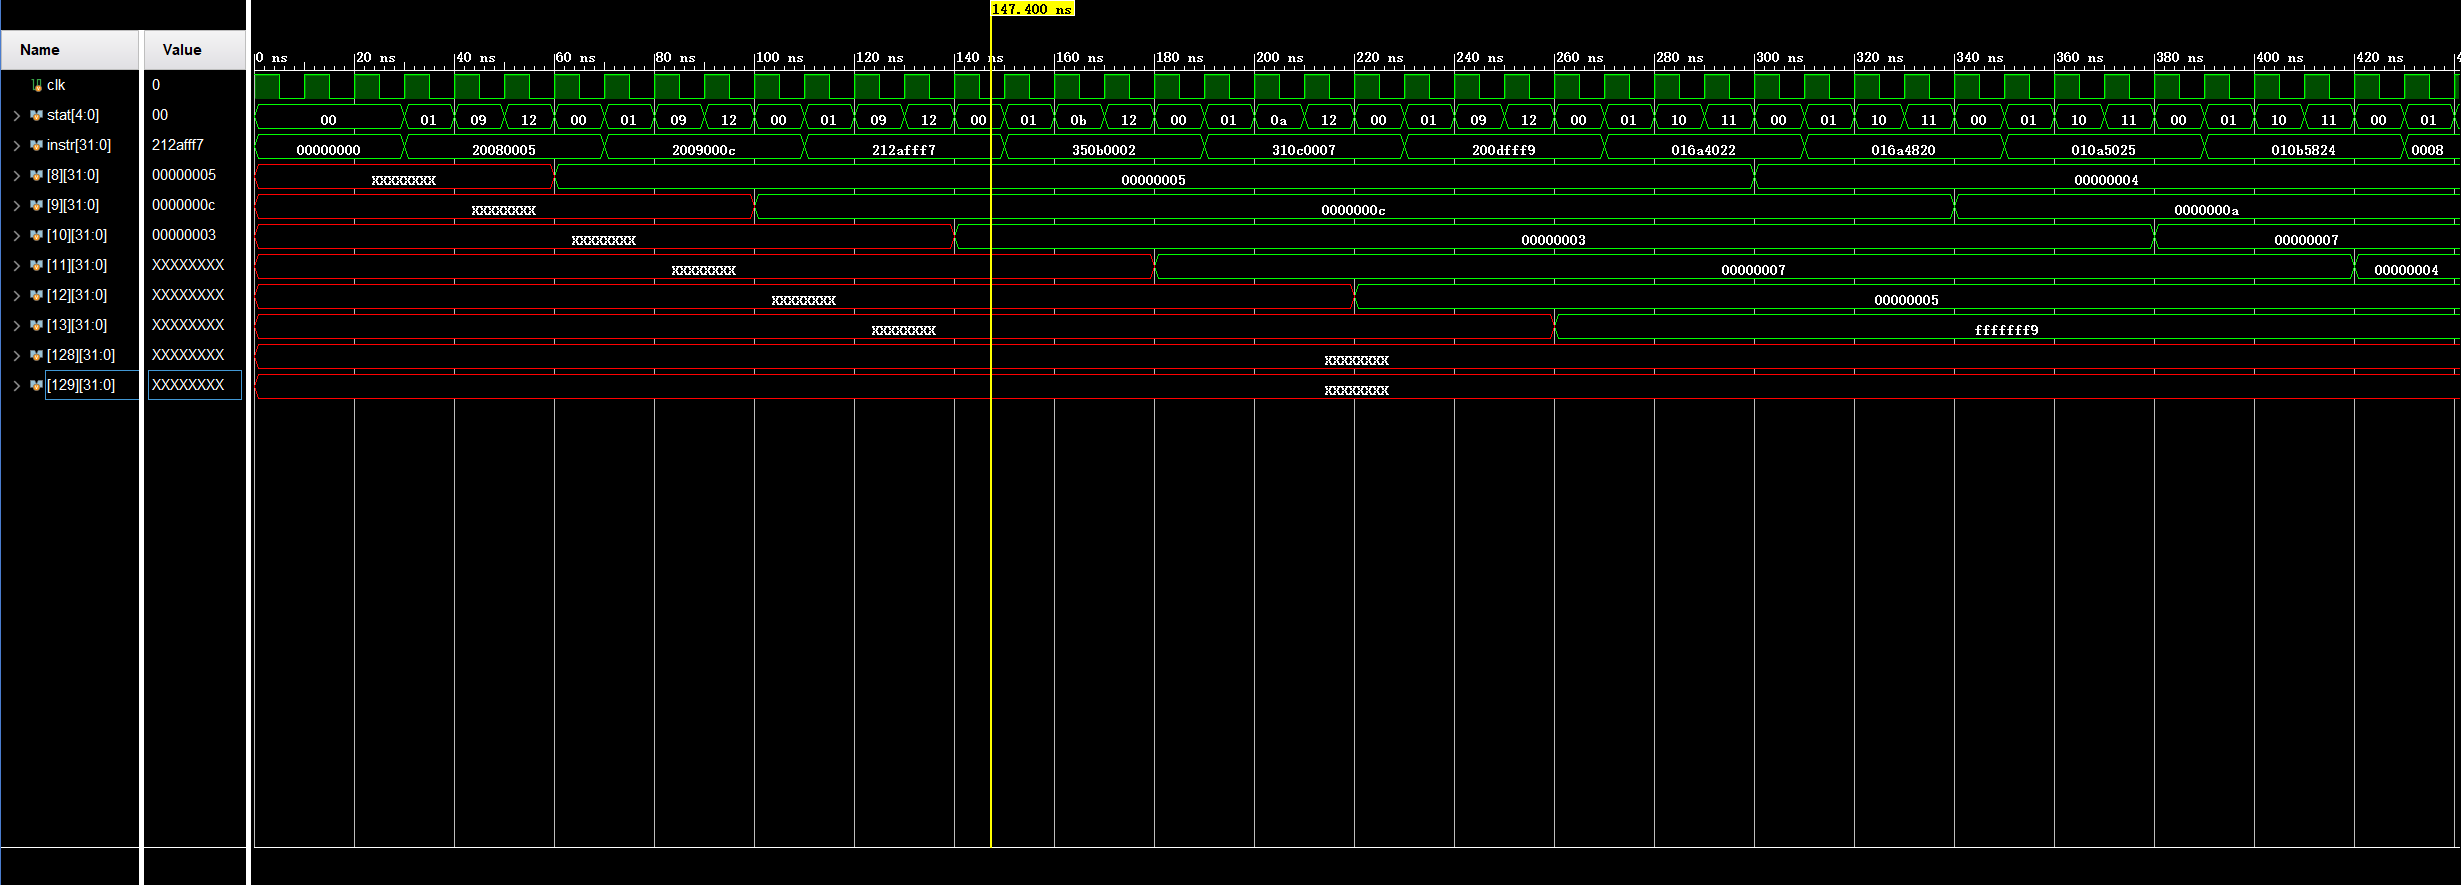 147.400 ns
Name Value
0 ns 20 ns 40 ns 60 ns 80 ns 100 ns 120 ns 140 ns 160 ns 180 ns 200 ns 220 ns 240 ns 260 ns 280 ns 300 ns 320 ns 340 ns 360 ns 380 ns 400 ns 420 ns
clk 0
stat[4:0] 00 00 01 09 12 00 01 09 12 00 01 09 12 00 01 0b 12 00 01 0a 12 00 01 09 12 00 01 10 11 00 01 10 11 00 01 10 11 00 01 10 11 00 01
instr[31:0] 212afff7 00000000 20080005 2009000c 212afff7 350b0002 310c0007 200dfff9 016a4022 016a4820 010a5025 010b5824 0008
[8][31:0] 00000005 XXXXXXXX 00000005 00000004
[9][31:0] 0000000c XXXXXXXX 0000000c 0000000a
[10][31:0] 00000003 XXXXXXXX 00000003 00000007
[11][31:0] XXXXXXXX XXXXXXXX 00000007 00000004
[12][31:0] XXXXXXXX XXXXXXXX 00000005
[13][31:0] XXXXXXXX XXXXXXXX fffffff9
[128][31:0] XXXXXXXX XXXXXXXX
[129][31:0] XXXXXXXX XXXXXXXX